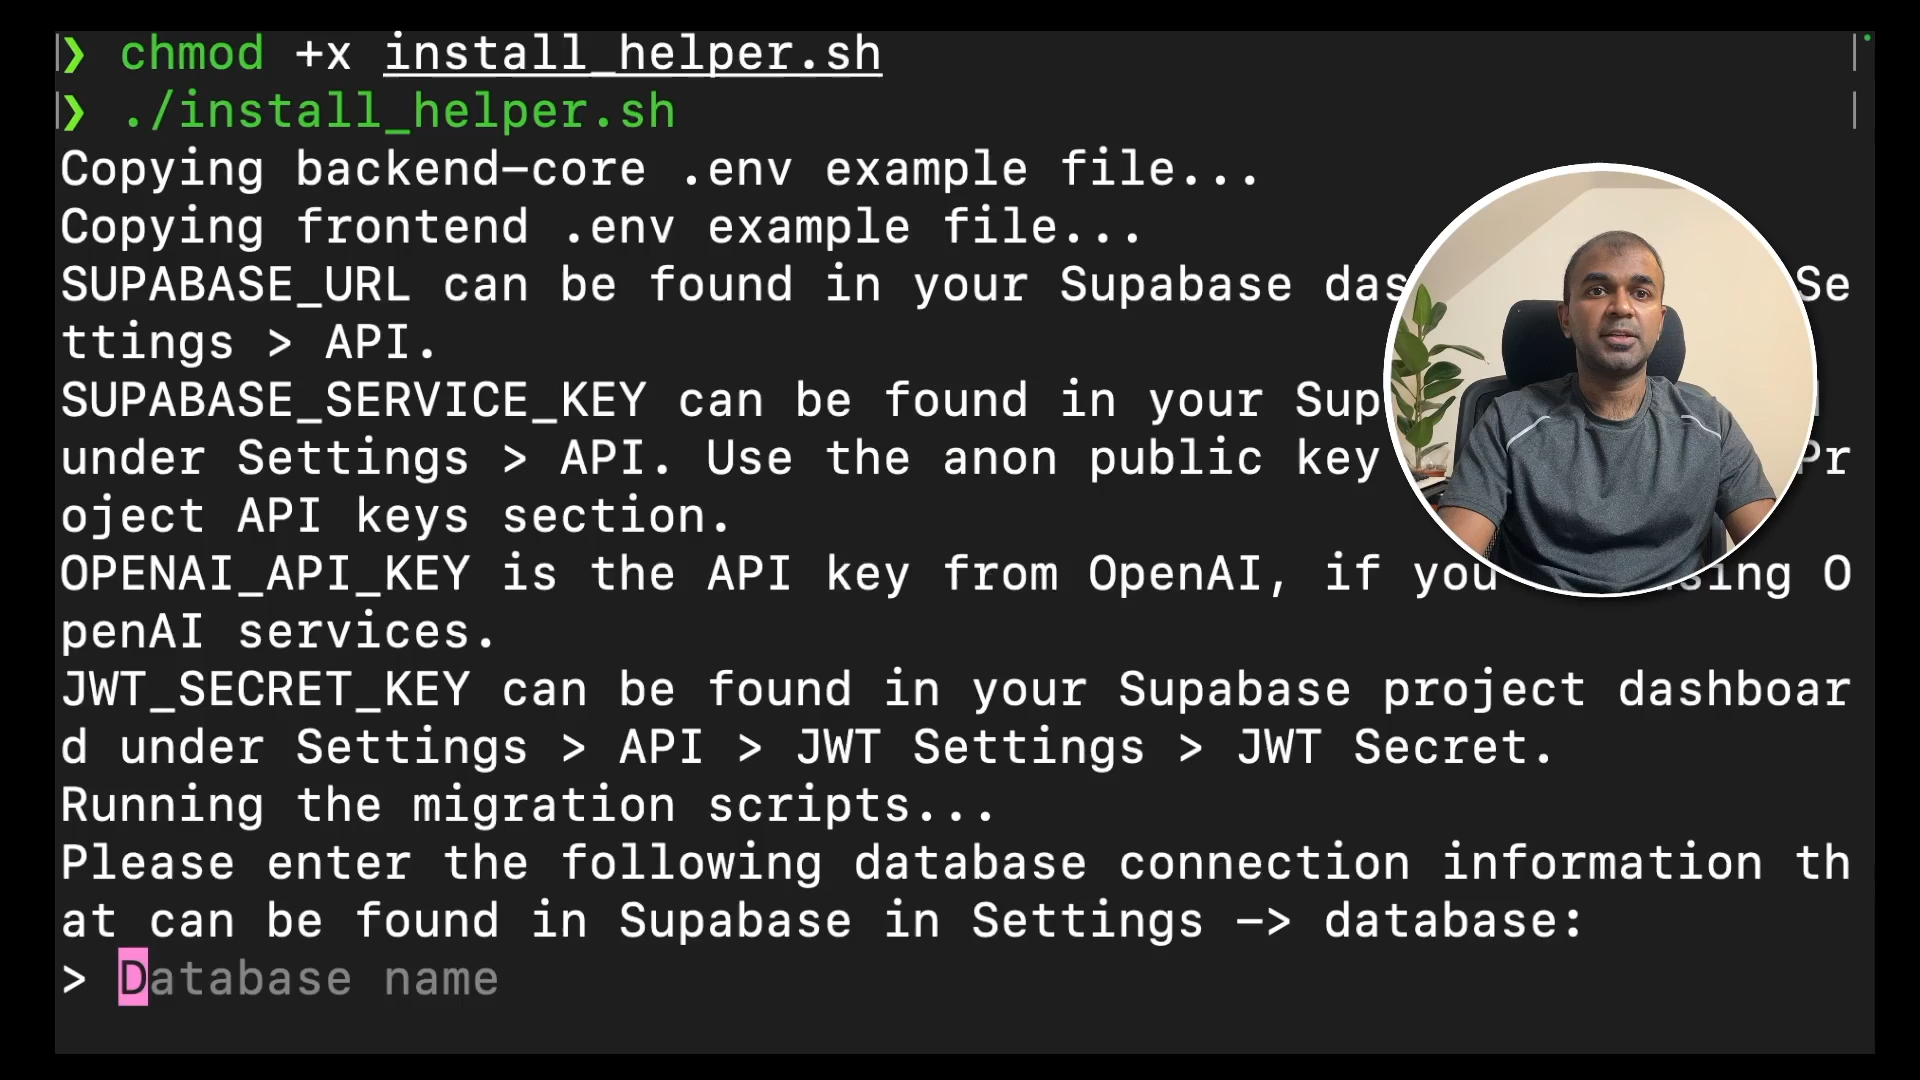 ❯ chmod +x install_helper.sh
❯ ./install_helper.sh
Copying backend-core .env example file...
Copying frontend .env example file...
SUPABASE_URL can be found in your Supabase Se
ttings > API.
SUPABASE_SERVICE_KEY can be found in your
under Settings > API. Use the anon public key
oject API keys section.
OPENAI_API_KEY is the API key from OpenAI, if you O
penAI services.
JWT_SECRET_KEY can be found in your Supabase project dashboar
d under Settings > API > JWT Settings > JWT Secret.
Running the migration scripts...
Please enter the following database connection information th
at can be found in Supabase in Settings -> database:
> Database name